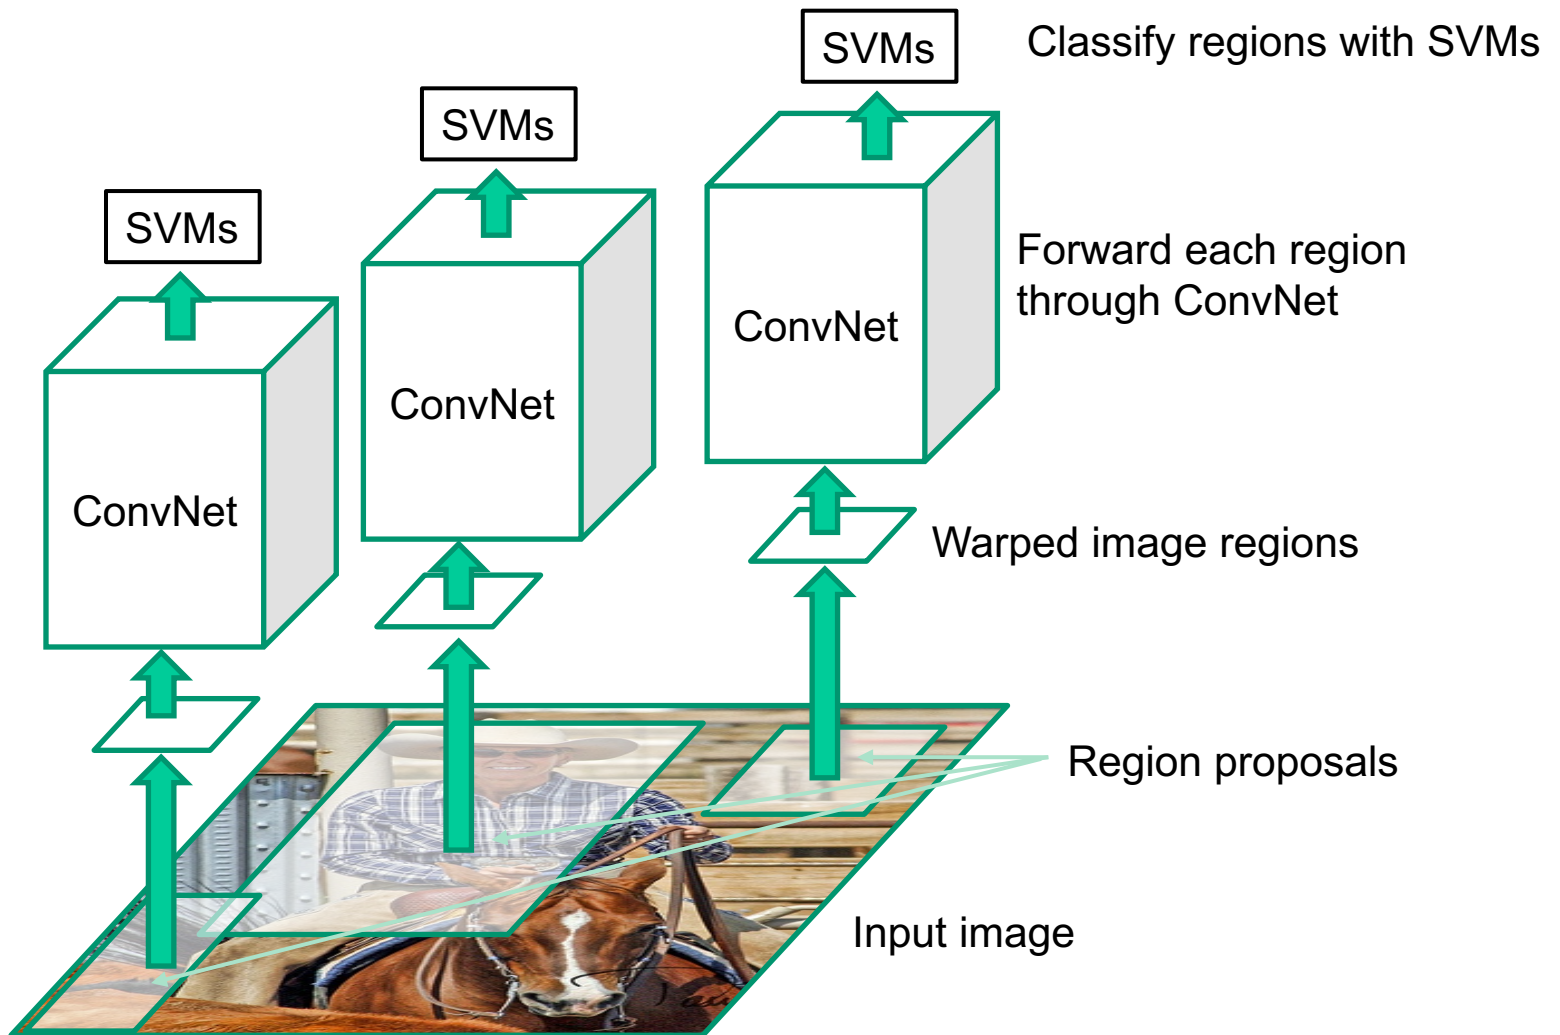 SVMs
Classify regions with SVMs
SVMs
SVMs
Forward each region
through ConvNet
ConvNet
ConvNet
ConvNet
Warped image regions
Region proposals
Input image